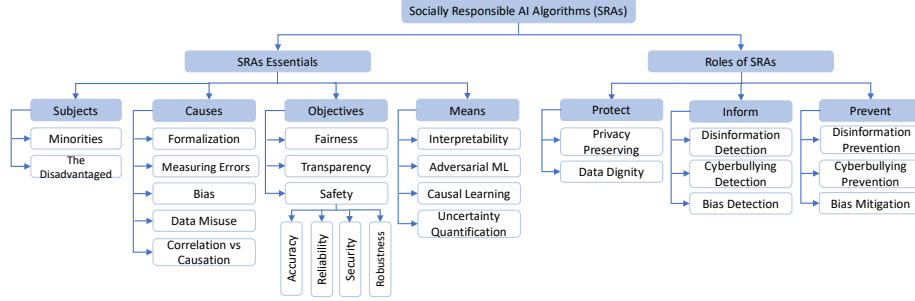 Socially Responsible AI Algorithms (SRAs)
SRAs Essentials
Roles of SRAs
Subjects
Causes
Objectives
Means
Protect
Inform
Prevent
Minorities
The
Disadvantaged
Formalization
Measuring Errors
Bias
Data Misuse
Correlation vs
Causation
Fairness
Transparency
Safety
Accuracy
Reliability
Security
Robustness
Interpretability
Adversarial ML
Causal Learning
Uncertainty
Quantification
Privacy
Preserving
Data Dignity
Disinformation
Detection
Cyberbullying
Detection
Bias Detection
Disinformation
Prevention
Cyberbullying
Prevention
Bias Mitigation